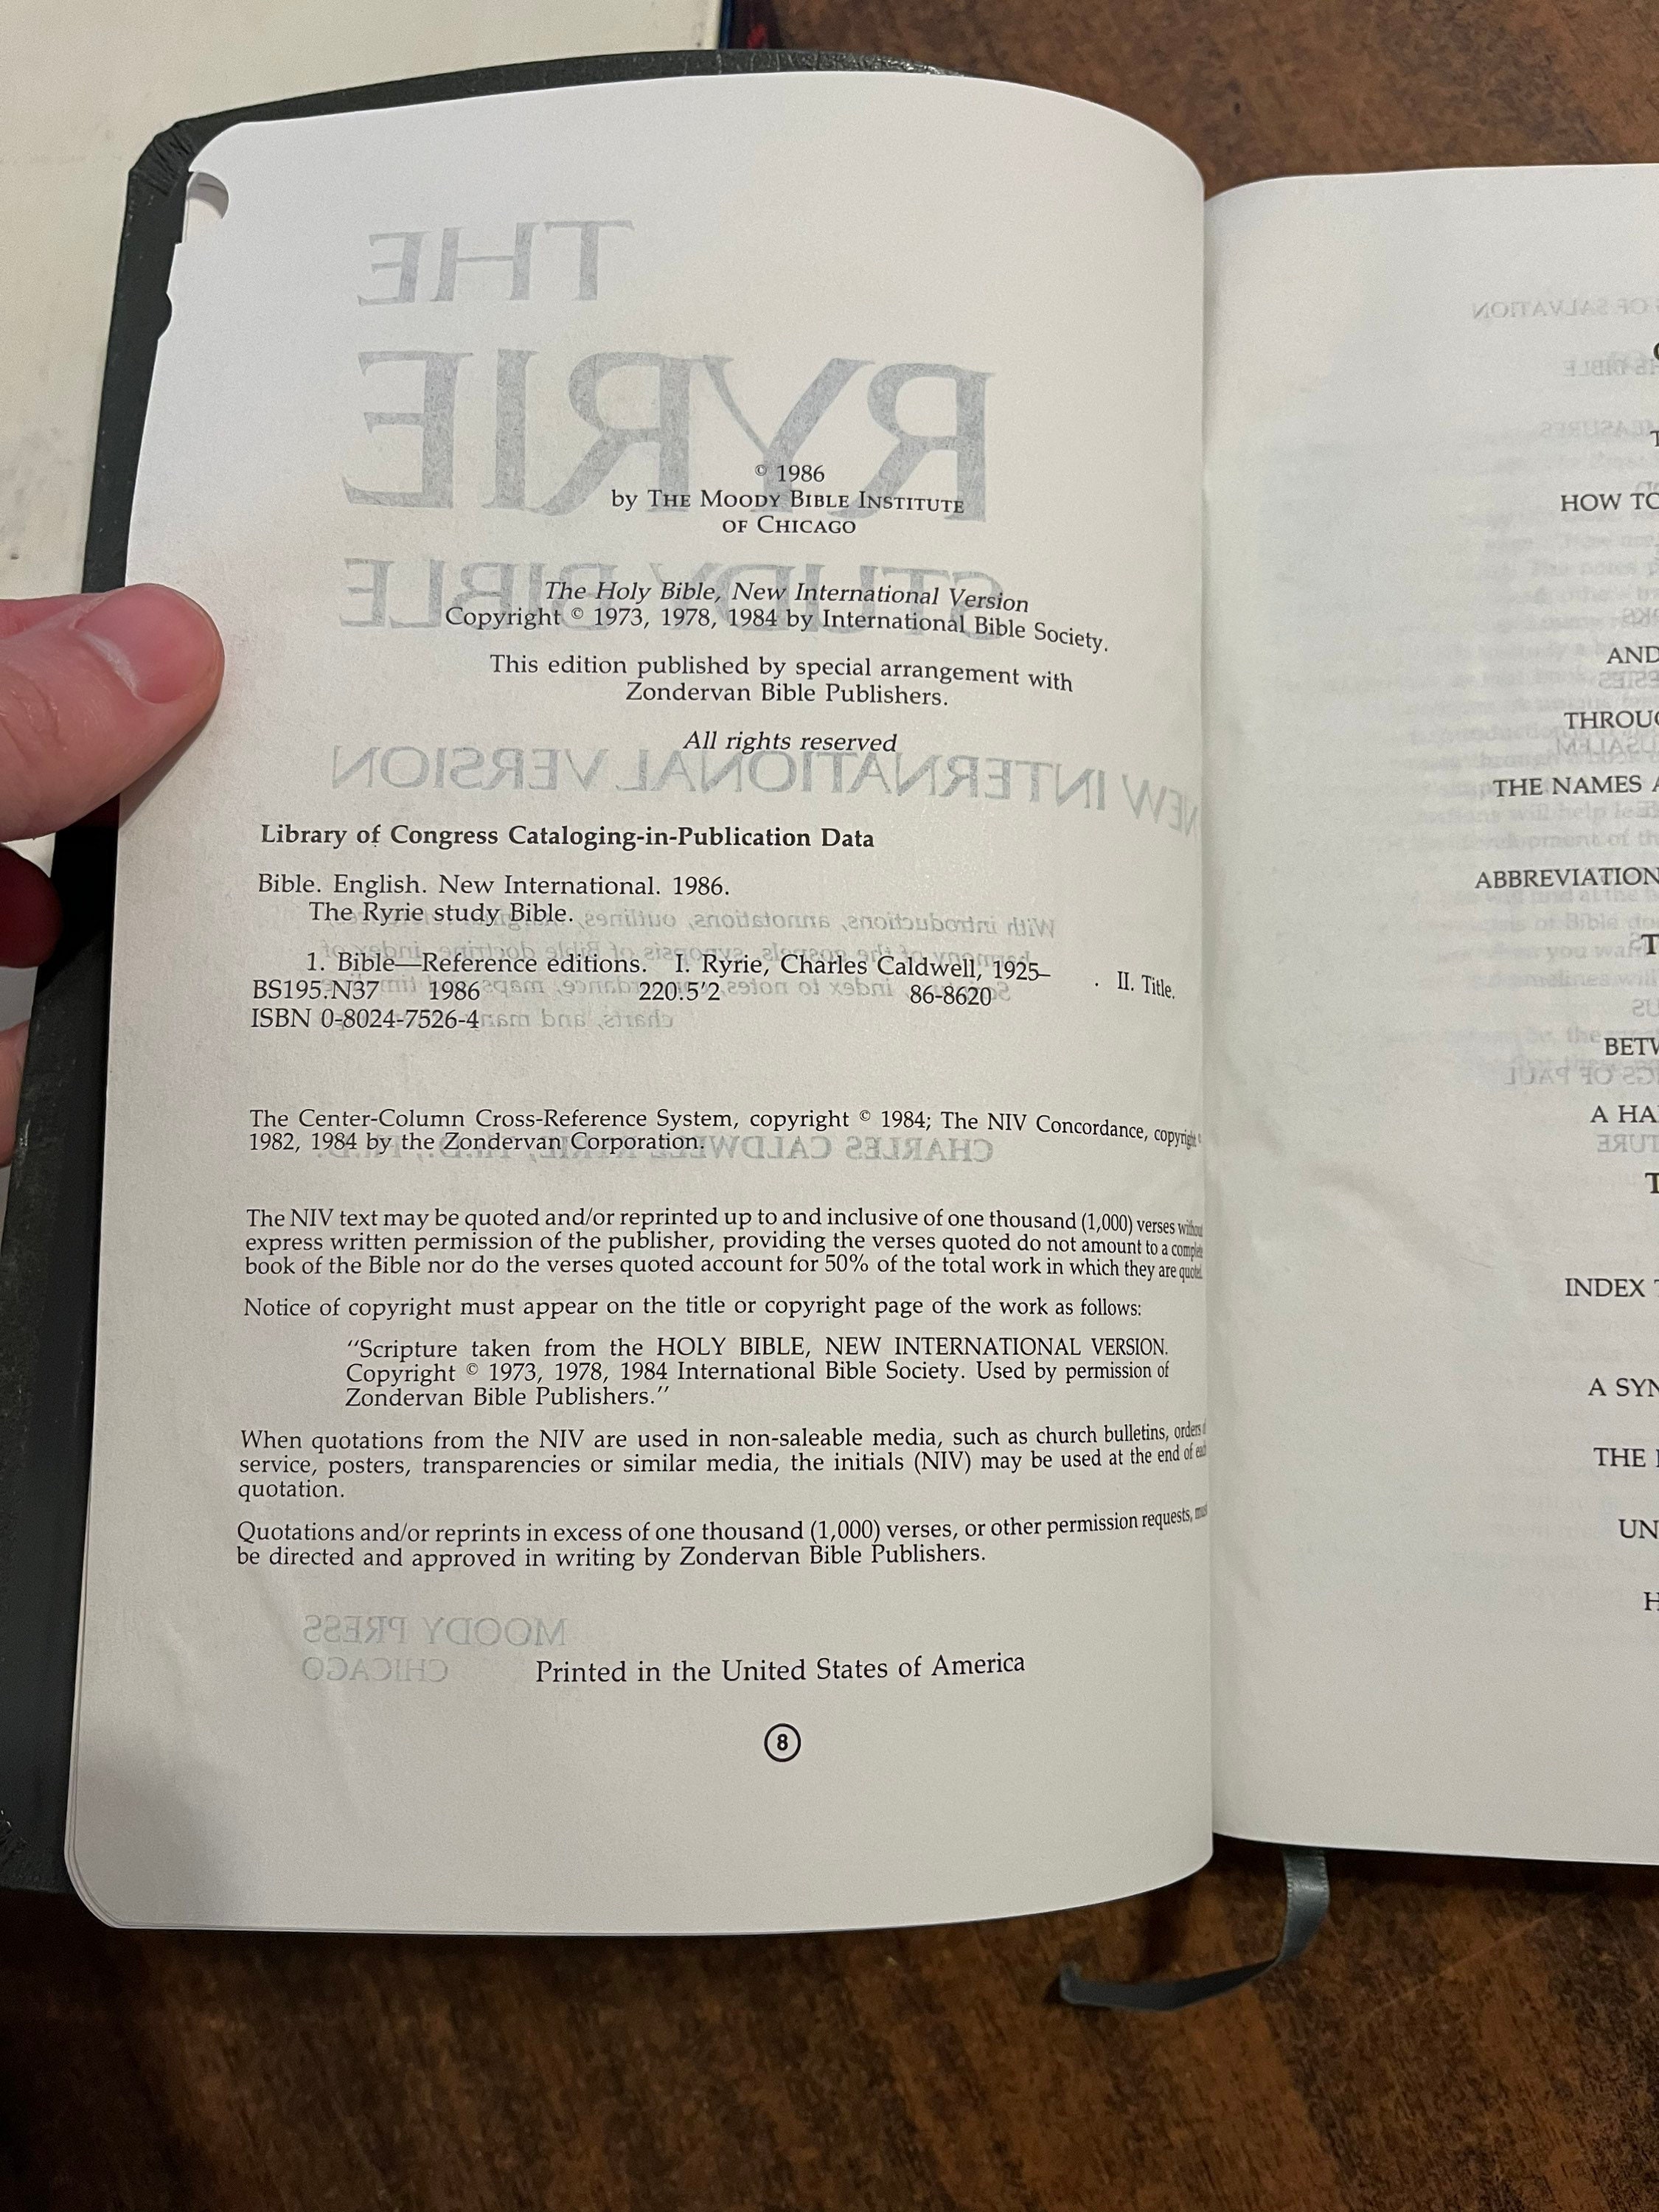 © 1986
by THE MOODY BIBLE INSTITUTE
OF CHICAGO
The Holy Bible, New International Version
Copyright © 1973, 1978, 1984 by International Bible Society.
This edition published by special arrangement with
Zondervan Bible Publishers.
All rights reserved
Library of Congress Cataloging-in-Publication Data
Bible. English. New International. 1986.
The Ryrie study Bible.
1. Bible—Reference editions. I. Ryrie, Charles Caldwell, 1925– . II. Title.
BS195.N37 1986 220.5'2 86-8620
ISBN 0-8024-7526-4
The Center-Column Cross-Reference System, copyright © 1984; The NIV Concordance, copyright ©
1982, 1984 by the Zondervan Corporation.
The NIV text may be quoted and/or reprinted up to and inclusive of one thousand (1,000) verses without
express written permission of the publisher, providing the verses quoted do not amount to a complete
book of the Bible nor do the verses quoted account for 50% of the total work in which they are quoted.
Notice of copyright must appear on the title or copyright page of the work as follows:
"Scripture taken from the HOLY BIBLE, NEW INTERNATIONAL VERSION.
Copyright © 1973, 1978, 1984 International Bible Society. Used by permission of
Zondervan Bible Publishers."
When quotations from the NIV are used in non-saleable media, such as church bulletins, orders of
service, posters, transparencies or similar media, the initials (NIV) may be used at the end of each
quotation.
Quotations and/or reprints in excess of one thousand (1,000) verses, or other permission requests, must
be directed and approved in writing by Zondervan Bible Publishers.
Printed in the United States of America
8
HOW TO
AND
THE NAMES
THE
INDEX